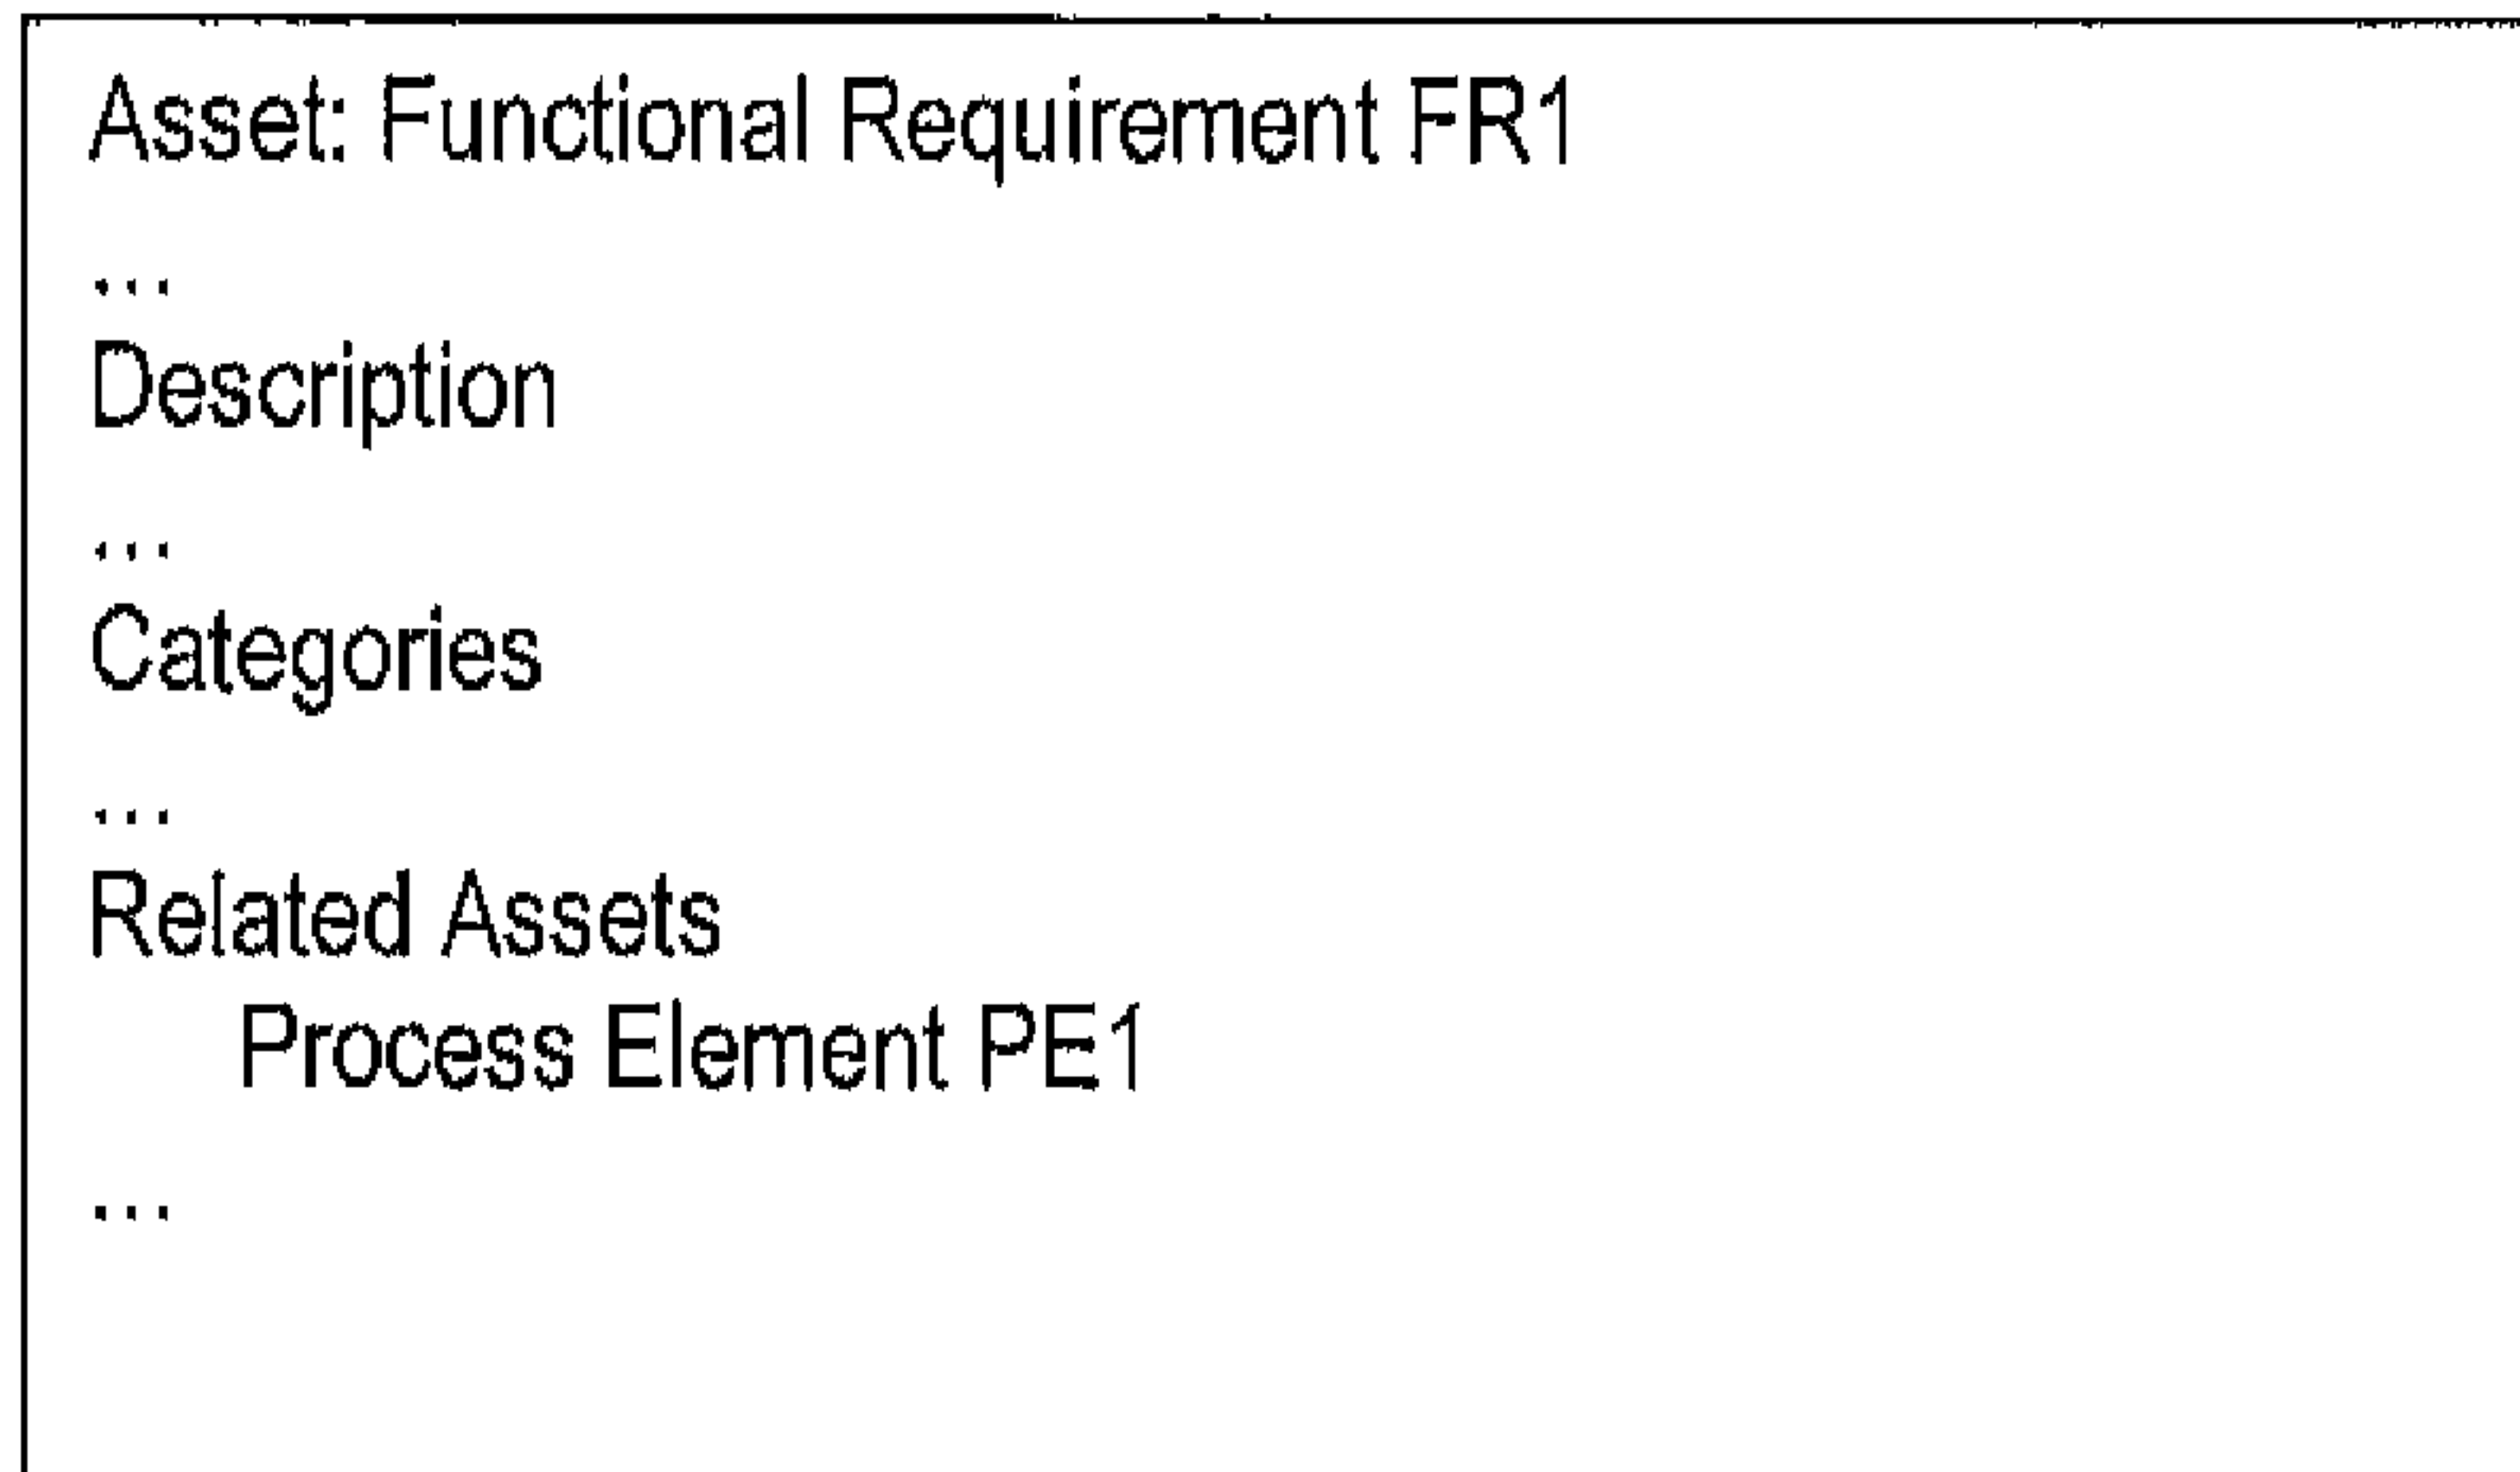 Asset: Functional Requirement FR1
...
Description
...
Categories
...
Related Assets
Process Element PE1
...